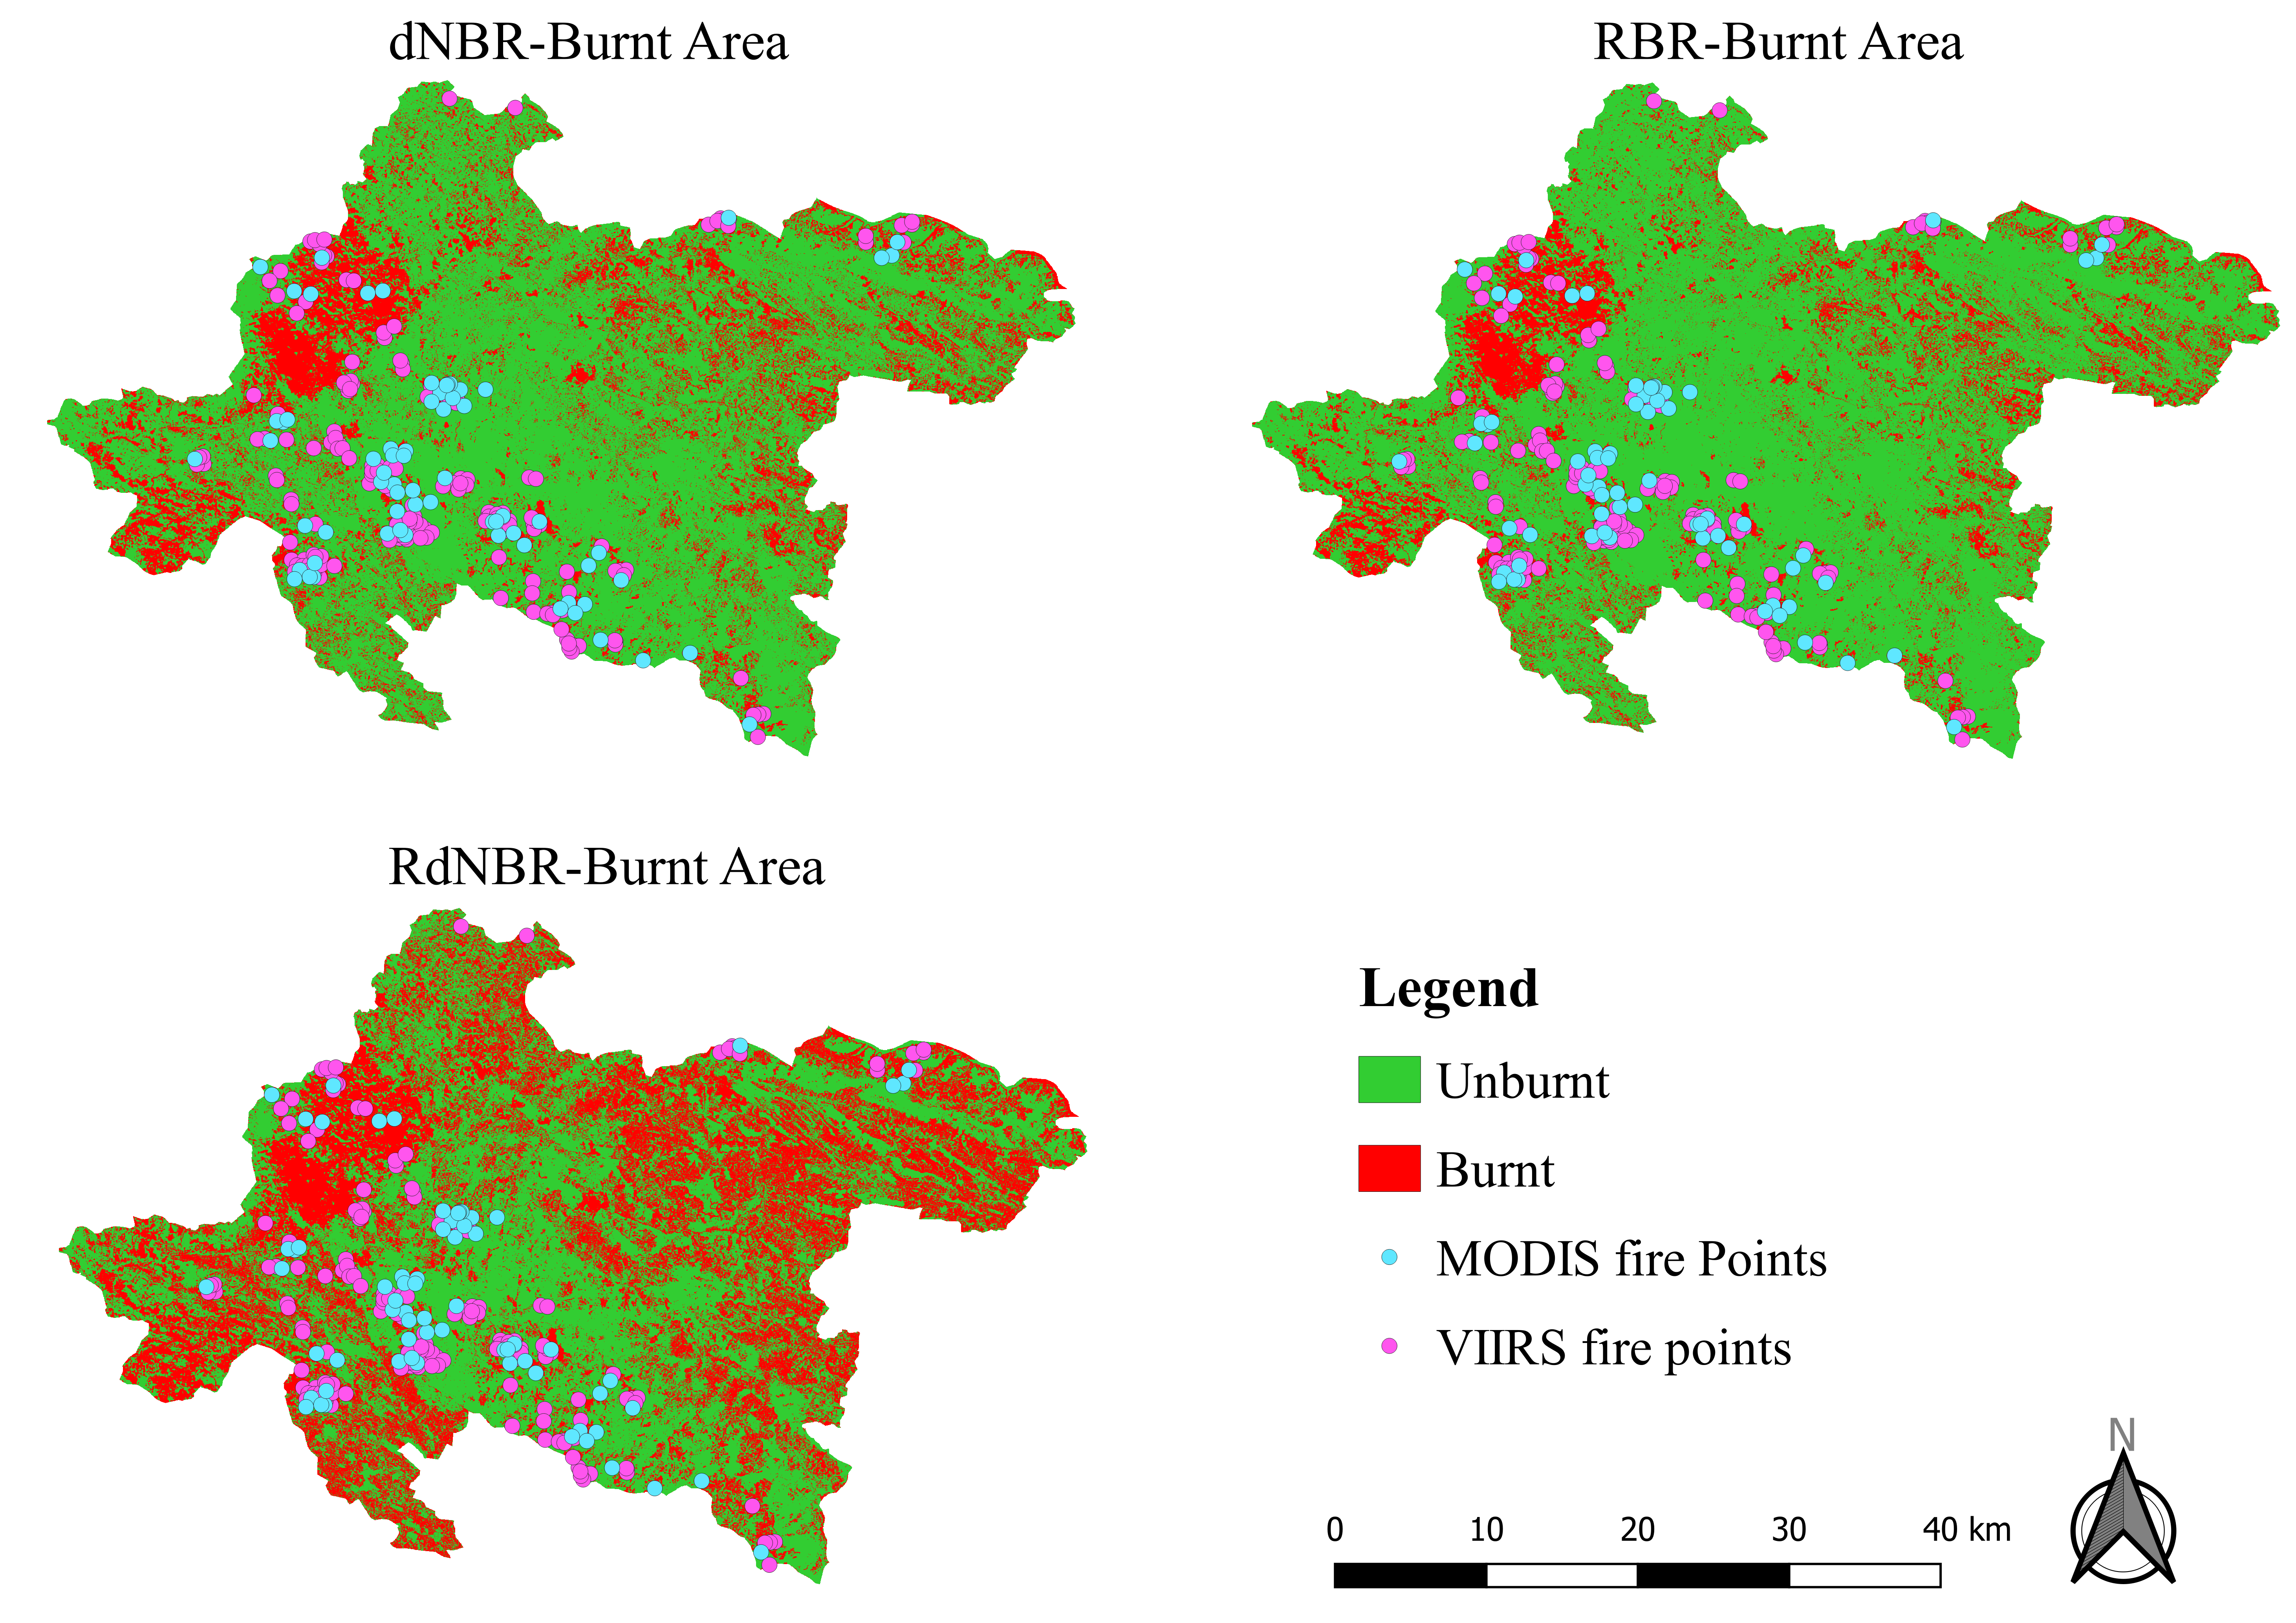 dNBR-Burnt Area
RBR-Burnt Area
RdNBR-Burnt Area
Legend
Unburnt
Burnt
MODIS fire Points
VIIRS fire points
N
0 10 20 30 40 km